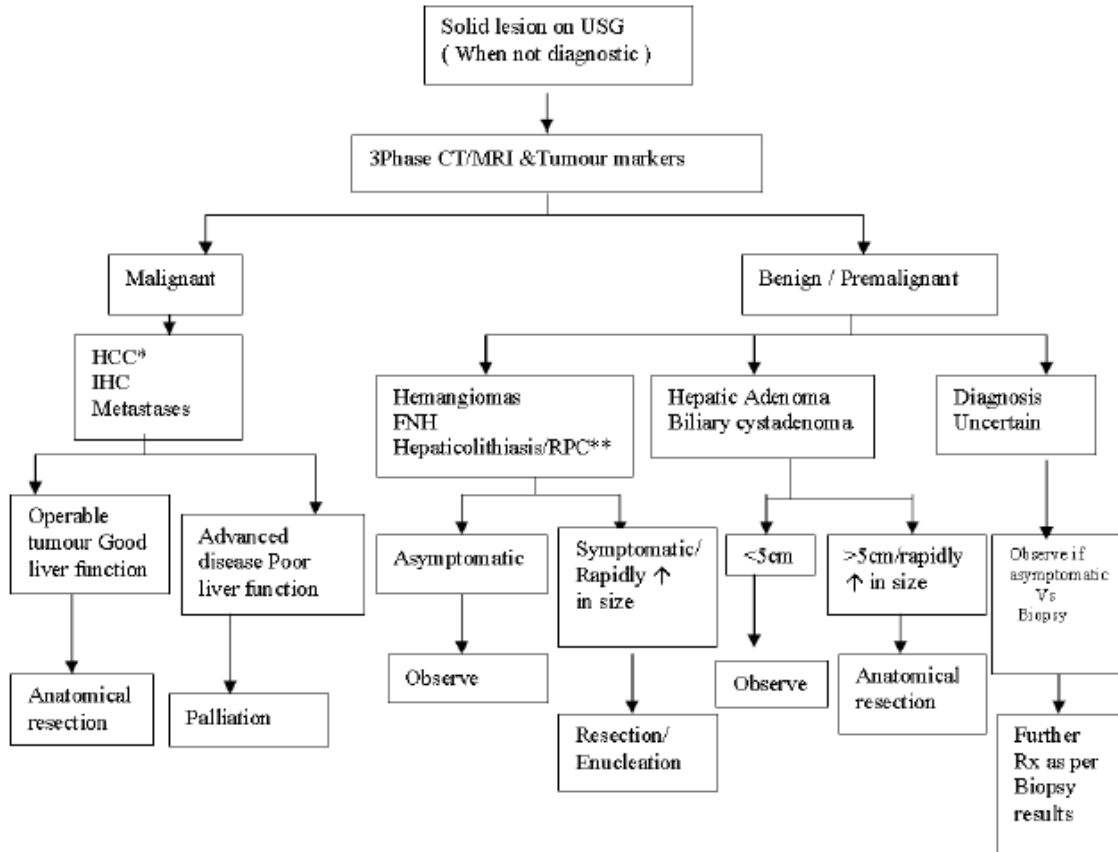 Solid lesion on USG
( When not diagnostic )
3Phase CT/MRI &Tumour markers
Malignant
Benign / Premalignant
HCC*
IHC
Metastases
Hemangiomas
FNH
Hepaticolithiasis/RPC**
Hepatic Adenoma
Biliary cystadenoma
Diagnosis
Uncertain
Operable
tumour Good
liver function
Advanced
disease Poor
liver function
Asymptomatic
Symptomatic/
Rapidly ↑
in size
<5cm
>5cm/rapidly
↑ in size
Observe if
asymptomatic
Vs
Biopsy
Anatomical
resection
Palliation
Observe
Resection/
Enucleation
Observe
Anatomical
resection
Further
Rx as per
Biopsy
results